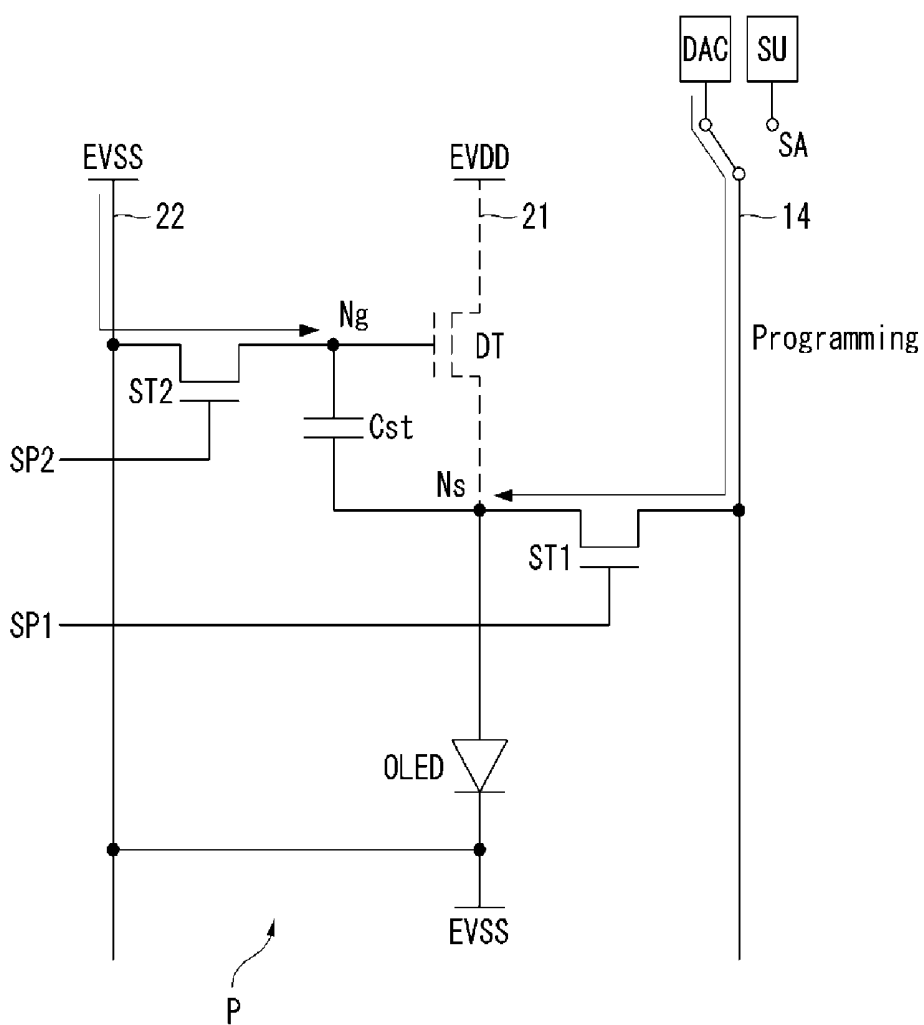 DAC SU
SA
EVSS EVDD
22 21 14
Ng
DT
Programming
ST2
Cst
SP2
Ns
ST1
SP1
OLED
EVSS
P